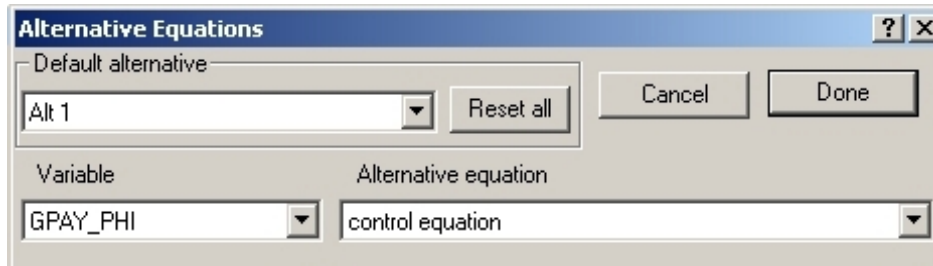 Alternative Equations
Default alternative
Alt 1
Reset all
Cancel
Done
Variable
Alternative equation
GPAY_PHI
control equation